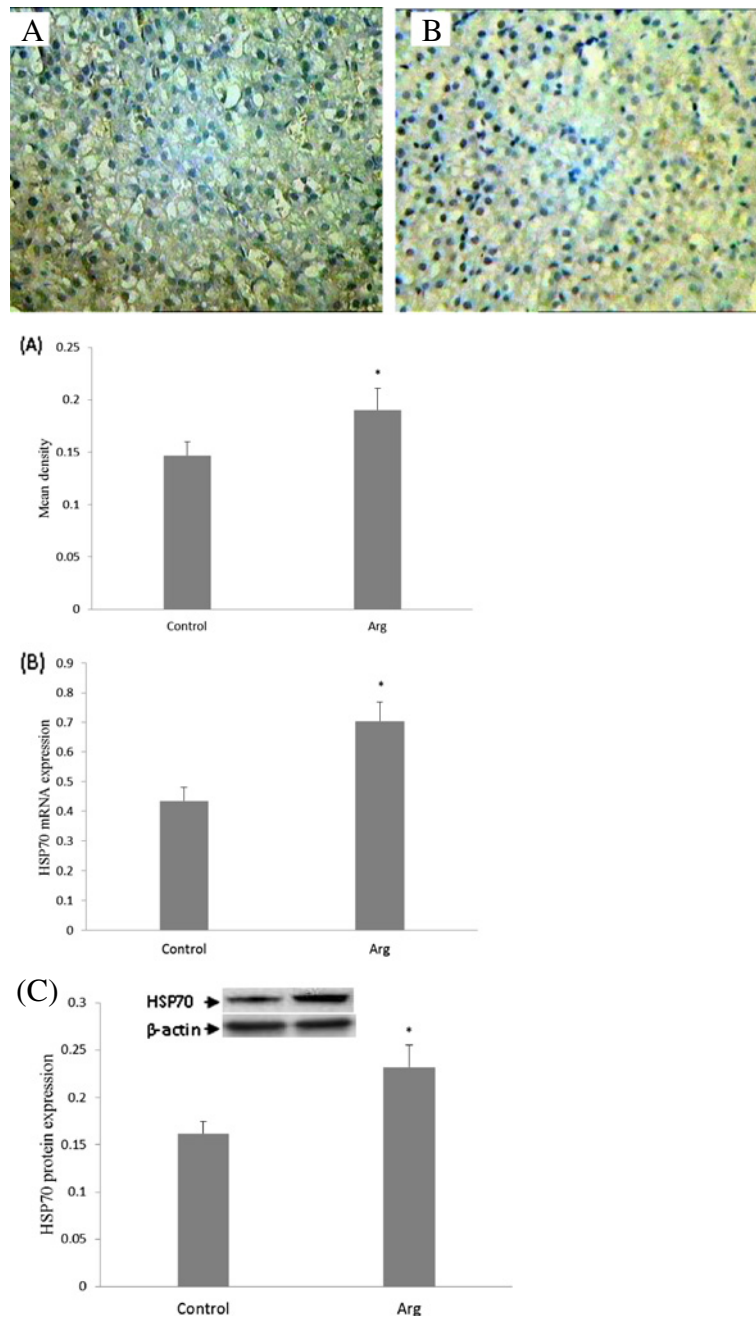 A
B
(A)
0.25
*
0.2
0.15
0.1
0.05
0
Mean density
Control Arg
(B)
0.9
*
0.8
0.7
0.6
0.5
0.4
0.3
0.2
0.1
0
HSP70 mRNA expression
Control Arg
(C)
HSP70
β-actin
0.3
*
0.25
0.2
0.15
0.1
0.05
0
HSP70 protein expression
Control Arg